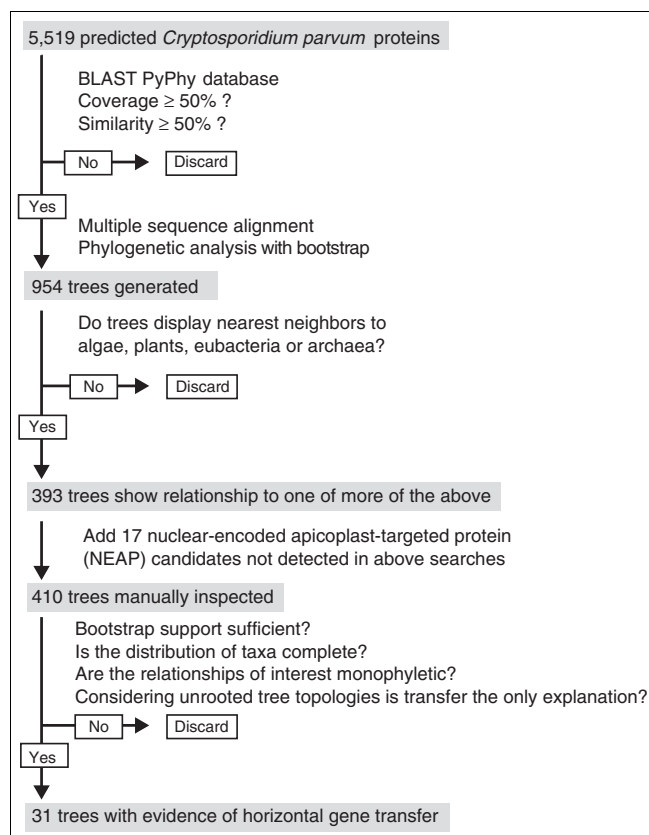 5,519 predicted Cryptosporidium parvum proteins
BLAST PyPhy database
Coverage ≥ 50% ?
Similarity ≥ 50% ?
No
Discard
Yes
Multiple sequence alignment
Phylogenetic analysis with bootstrap
954 trees generated
Do trees display nearest neighbors to
algae, plants, eubacteria or archaea?
No
Discard
Yes
393 trees show relationship to one of more of the above
Add 17 nuclear-encoded apicoplast-targeted protein
(NEAP) candidates not detected in above searches
410 trees manually inspected
Bootstrap support sufficient?
Is the distribution of taxa complete?
Are the relationships of interest monophyletic?
Considering unrooted tree topologies is transfer the only explanation?
No
Discard
Yes
31 trees with evidence of horizontal gene transfer